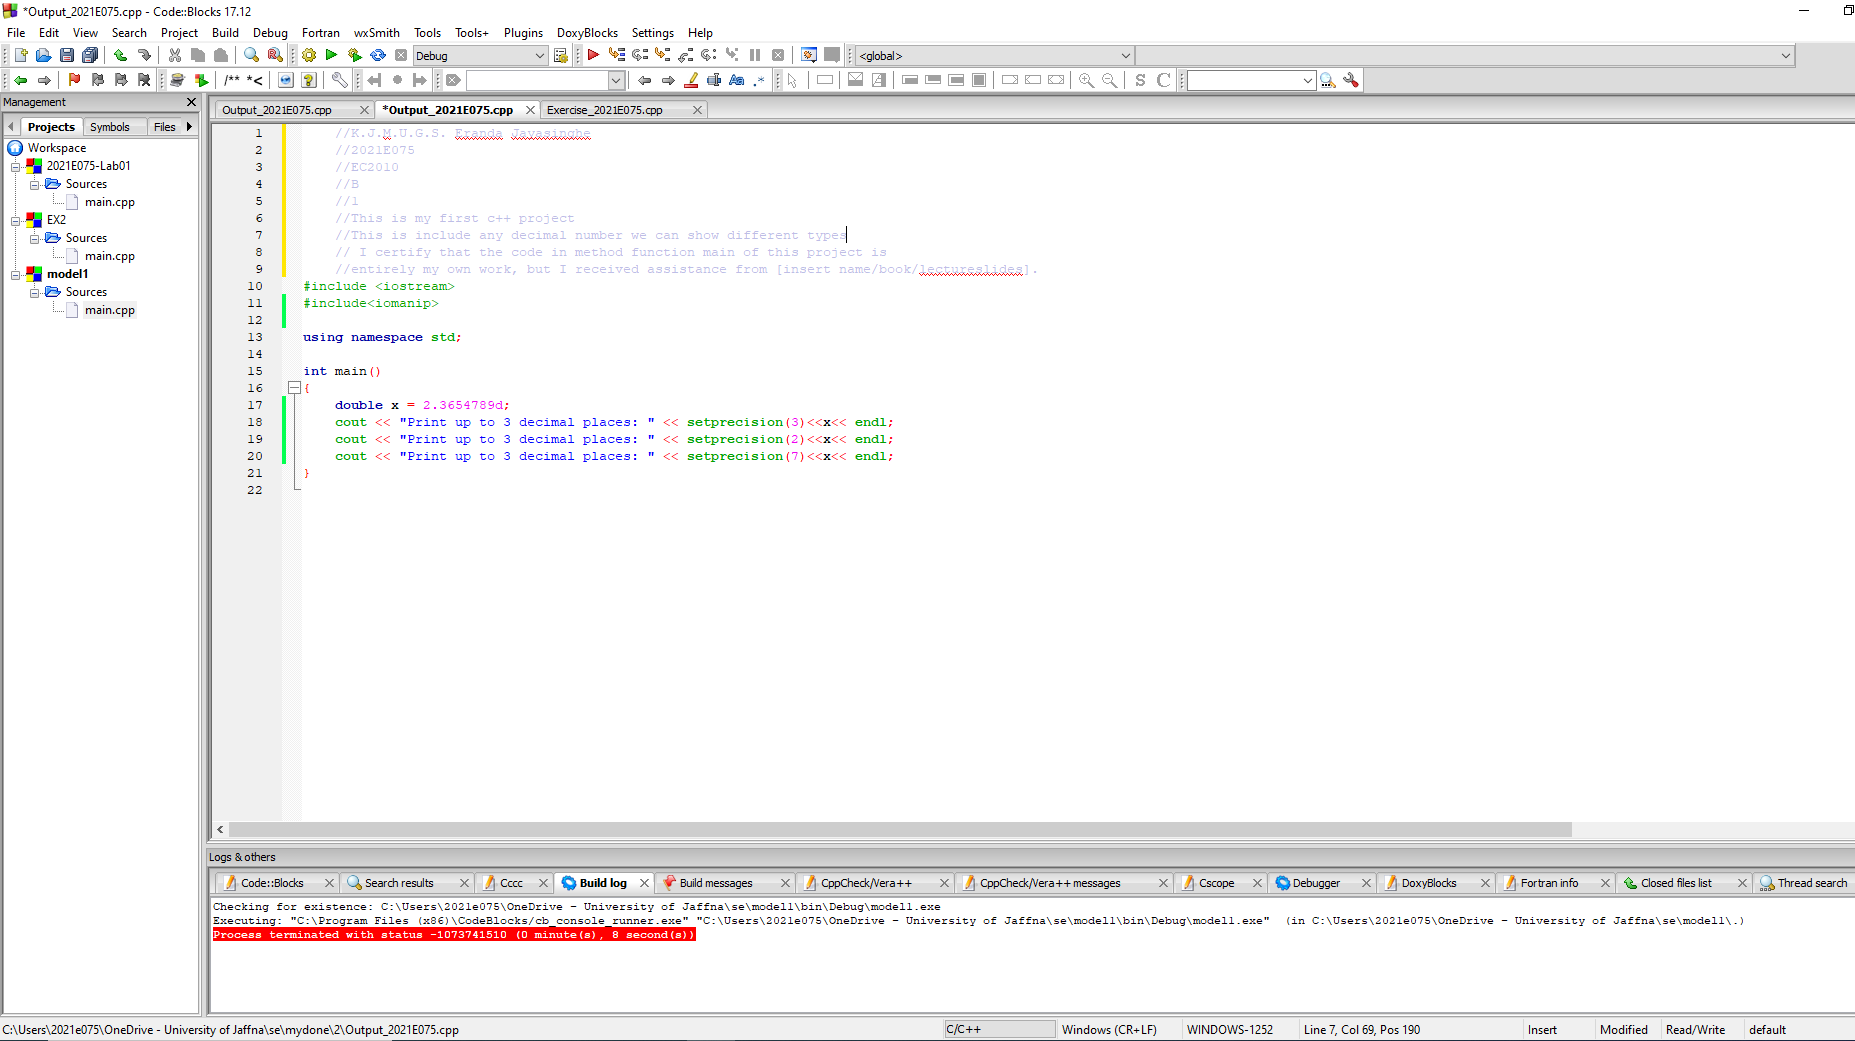 *Output_2021E075.cpp - Code::Blocks 17.12
File Edit View Search Project Build Debug Fortran wxSmith Tools Tools+ Plugins DoxyBlocks Settings Help
Debug <global>
/** *< Aa .* S C
Management
Output_2021E075.cpp *Output_2021E075.cpp Exercise_2021E075.cpp
Projects Symbols Files
Workspace
2021E075-Lab01
Sources
main.cpp
EX2
Sources
main.cpp
model1
Sources
main.cpp
1 //K.J.M.U.G.S. Eranda Jayasinghe
2 //2021E075
3 //EC2010
4 //B
5 //1
6 //This is my first c++ project
7 //This is include any decimal number we can show different types
8 // I certify that the code in method function main of this project is
9 //entirely my own work, but I received assistance from [insert name/book/lectureslides].
10 #include <iostream>
11 #include<iomanip>
12
13 using namespace std;
14
15 int main()
16 {
17 double x = 2.3654789d;
18 cout << "Print up to 3 decimal places: " << setprecision(3)<<x<< endl;
19 cout << "Print up to 3 decimal places: " << setprecision(2)<<x<< endl;
20 cout << "Print up to 3 decimal places: " << setprecision(7)<<x<< endl;
21 }
22
Logs & others
Code::Blocks Search results Cccc Build log Build messages CppCheck/Vera++ CppCheck/Vera++ messages Cscope Debugger DoxyBlocks Fortran info Closed files list Thread search
Checking for existence: C:\Users\2021e075\OneDrive - University of Jaffna\se\model1\bin\Debug\model1.exe
Executing: "C:\Program Files (x86)\CodeBlocks/cb_console_runner.exe" "C:\Users\2021e075\OneDrive - University of Jaffna\se\model1\bin\Debug\model1.exe" (in C:\Users\2021e075\OneDrive - University of Jaffna\se\model1\.)
Process terminated with status -1073741510 (0 minute(s), 8 second(s))
C:\Users\2021e075\OneDrive - University of Jaffna\se\mydone\2\Output_2021E075.cpp C/C++ Windows (CR+LF) WINDOWS-1252 Line 7, Col 69, Pos 190 Insert Modified Read/Write default